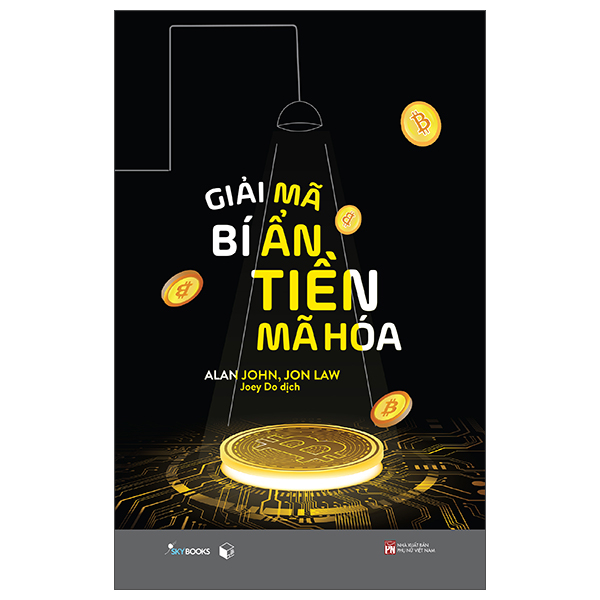 GIẢI MÃ
BÍ ẨN
TIỀN
MÃ HÓA
ALAN JOHN, JON LAW
Joey Do dịch
SKYBOOKS
PN
NHÀ XUẤT BẢN
PHỤ NỮ VIỆT NAM